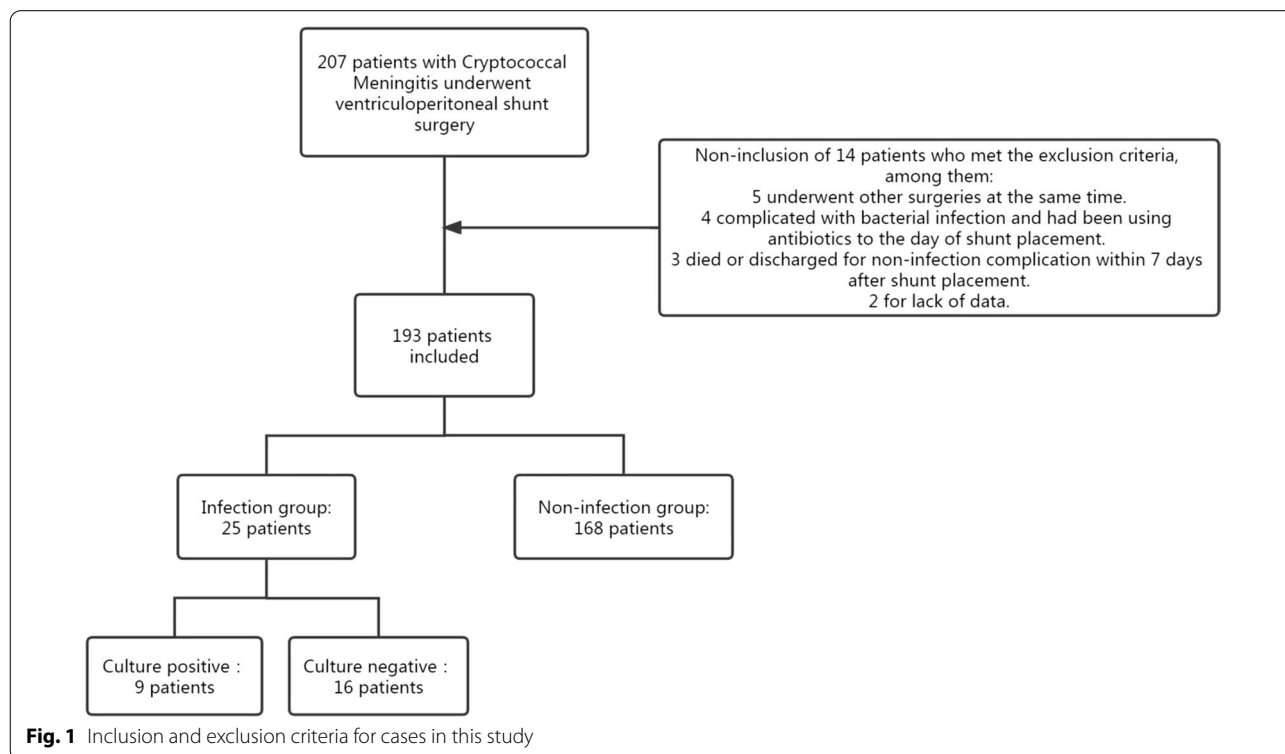 207 patients with Cryptococcal
Meningitis underwent
ventriculoperitoneal shunt
surgery
Non-inclusion of 14 patients who met the exclusion criteria,
among them:
5 underwent other surgeries at the same time.
4 complicated with bacterial infection and had been using
antibiotics to the day of shunt placement.
3 died or discharged for non-infection complication within 7 days
after shunt placement.
2 for lack of data.
193 patients
included
Infection group:
25 patients
Non-infection group:
168 patients
Culture positive :
9 patients
Culture negative :
16 patients
Fig. 1 Inclusion and exclusion criteria for cases in this study